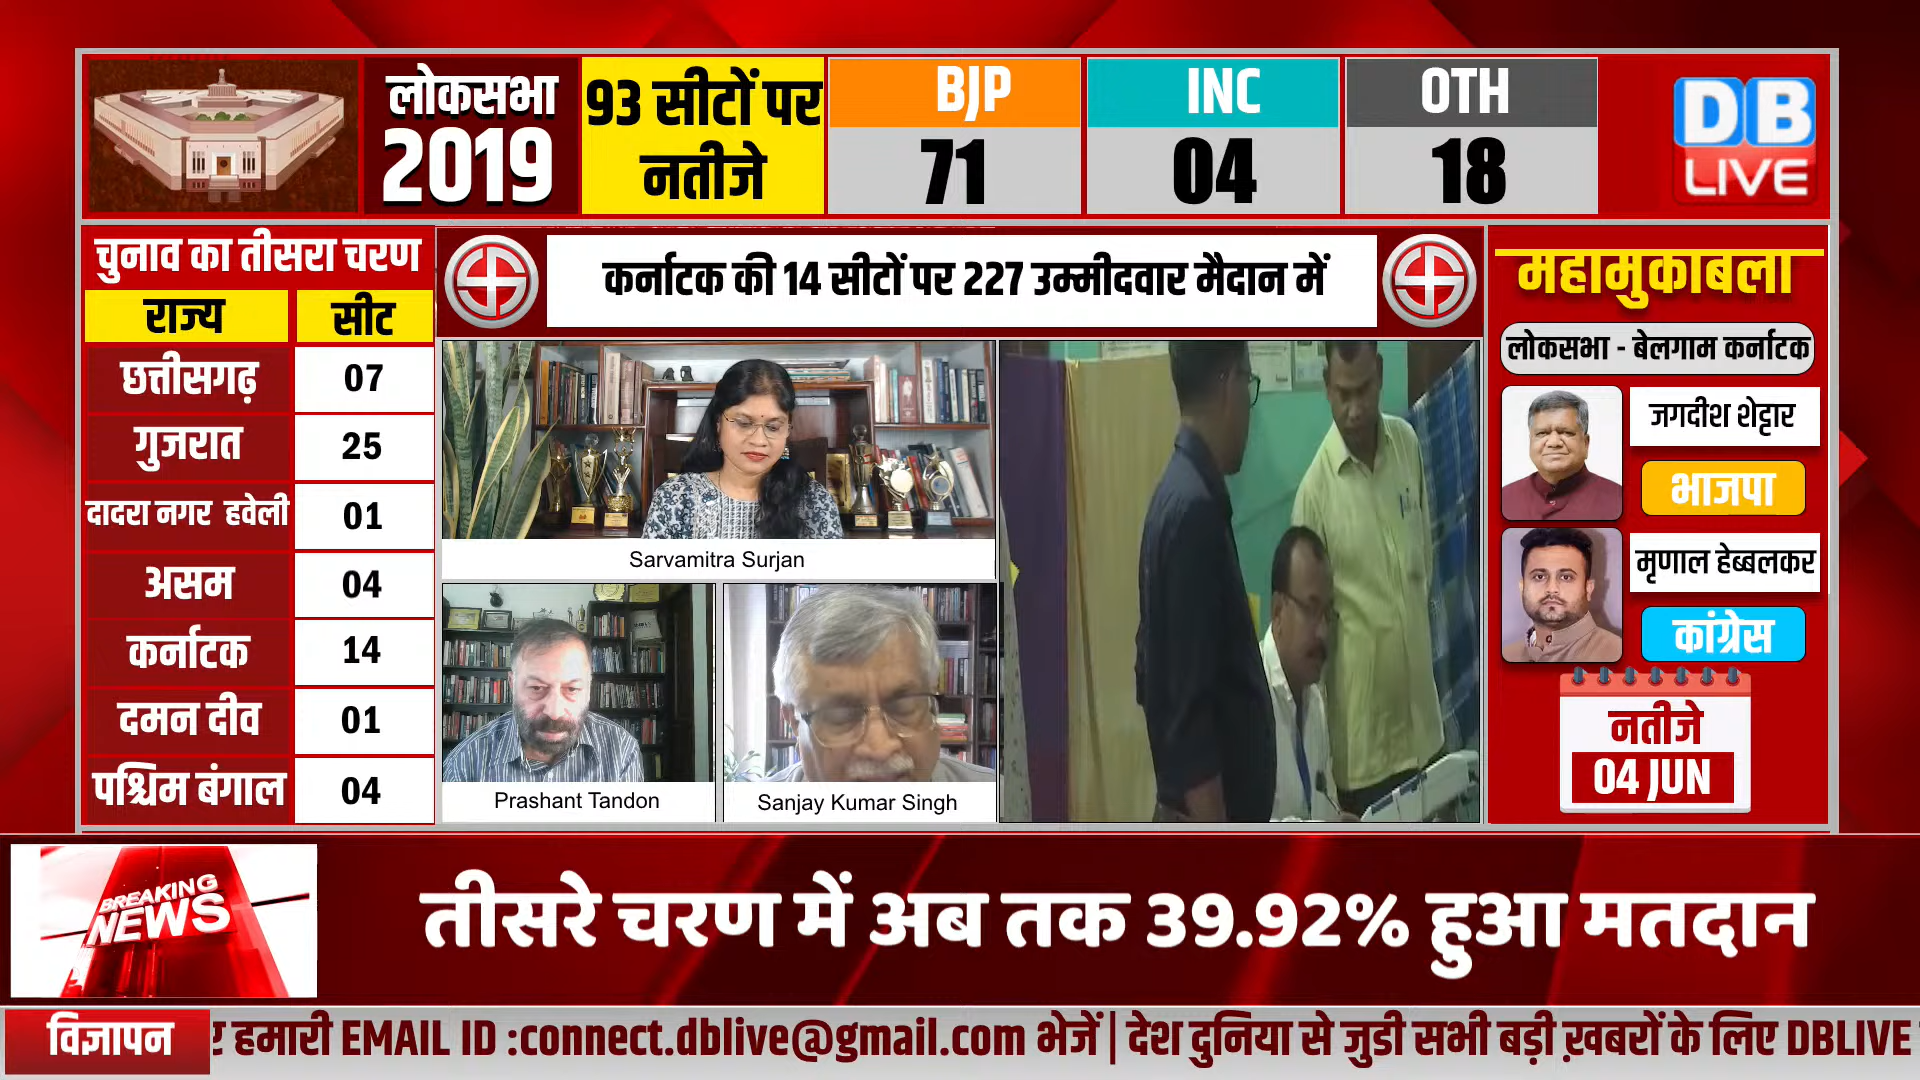 लोकसभा
2019
93 सीटों पर
नतीजे
BJP
71
INC
04
OTH
18
DB
LIVE
चुनाव का तीसरा चरण
राज्य सीट
छत्तीसगढ़ 07
गुजरात 25
दादरा नगर हवेली 01
असम 04
कर्नाटक 14
दमन दीव 01
पश्चिम बंगाल 04
कर्नाटक की 14 सीटों पर 227 उम्मीदवार मैदान में
Sarvamitra Surjan
Prashant Tandon
Sanjay Kumar Singh
महामुकाबला
लोकसभा - बेलगाम कर्नाटक
जगदीश शेट्टार
भाजपा
मृणाल हेब्बलकर
कांग्रेस
नतीजे
04 JUN
BREAKING
NEWS
तीसरे चरण में अब तक 39.92% हुआ मतदान
विज्ञापन
हमारी EMAIL ID :connect.dblive@gmail.com भेजें | देश दुनिया से जुडी सभी बड़ी ख़बरों के लिए DBLIVE